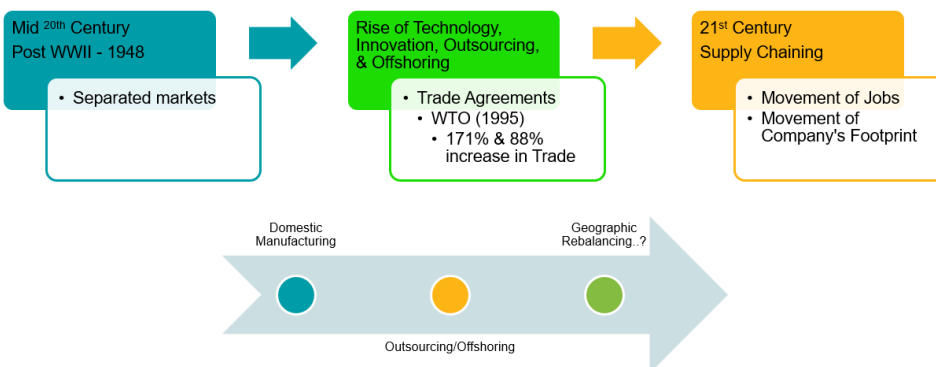 Mid 20th Century
Post WWII - 1948
• Separated markets
Rise of Technology,
Innovation, Outsourcing,
& Offshoring
• Trade Agreements
• WTO (1995)
• 171% & 88%
increase in Trade
21st Century
Supply Chaining
• Movement of Jobs
• Movement of
Company's Footprint
Domestic
Manufacturing
Geographic
Rebalancing..?
Outsourcing/Offshoring